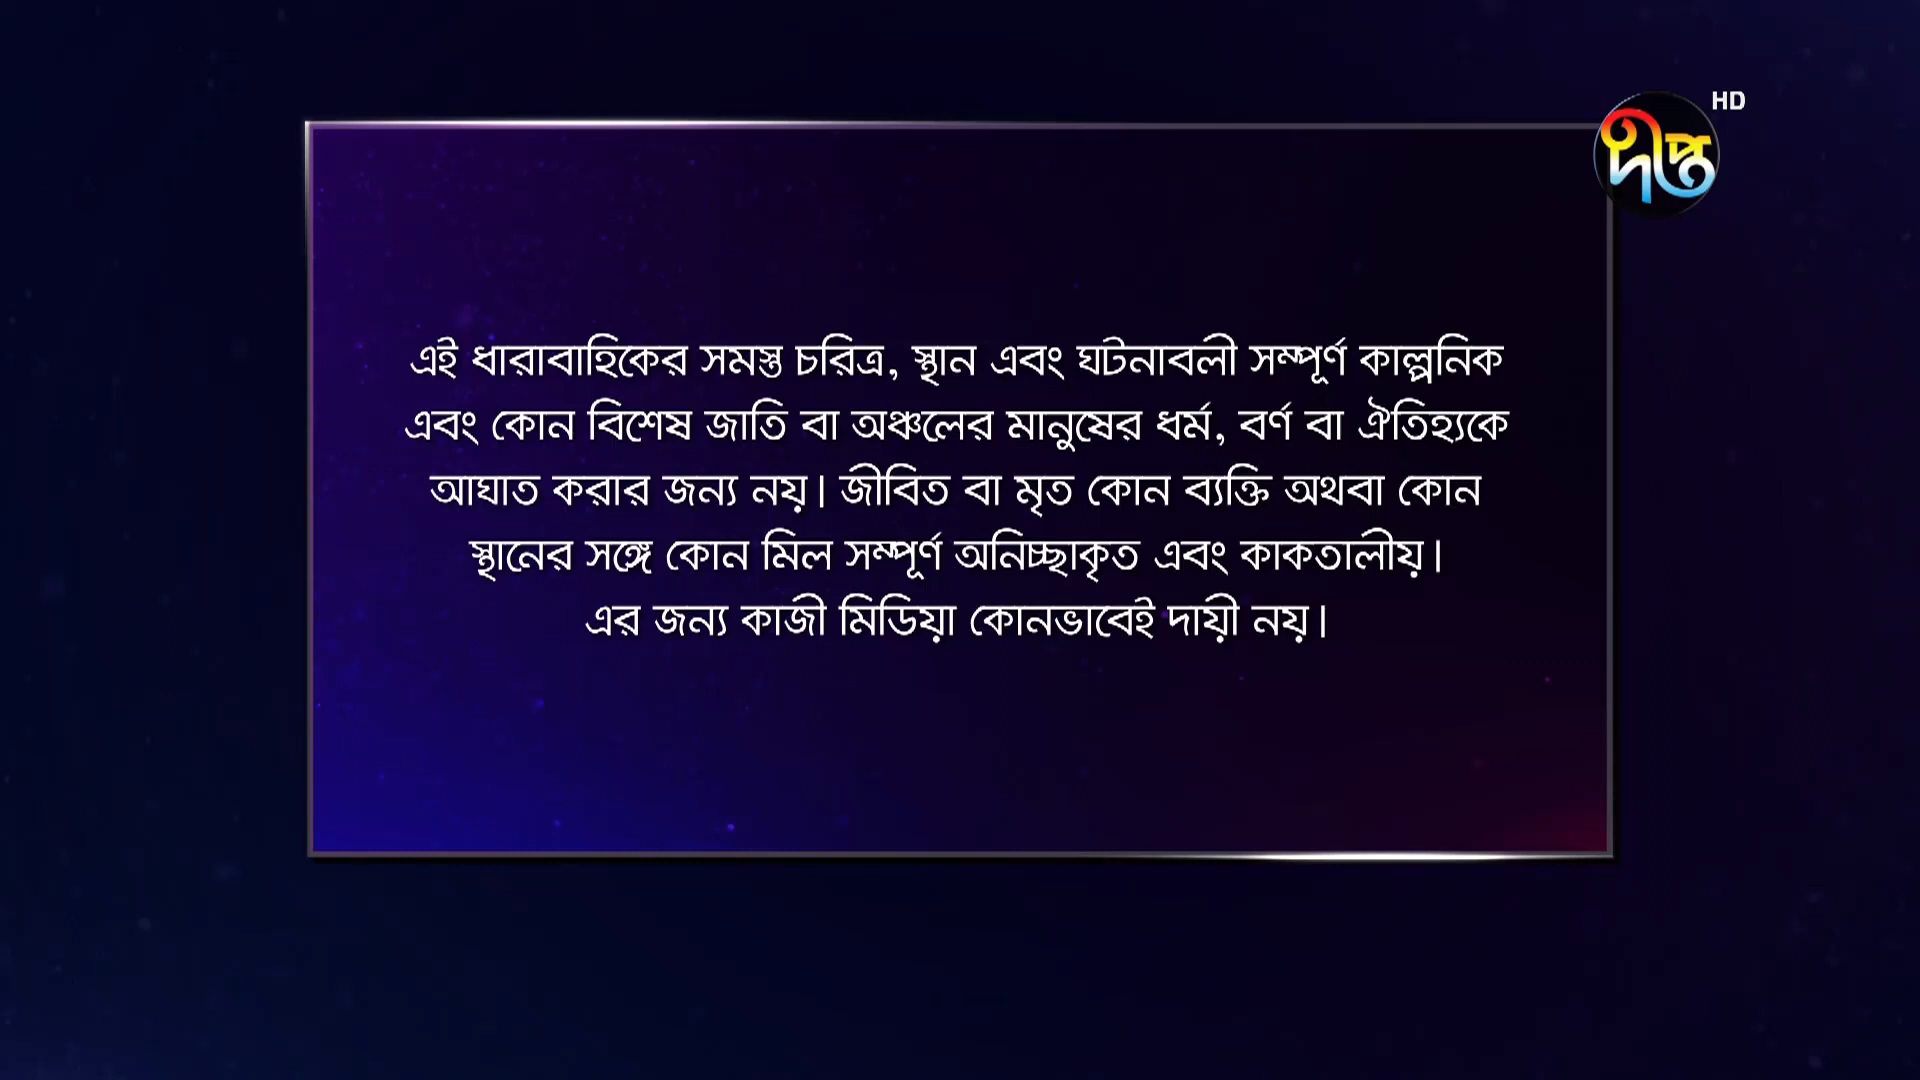 HD
দীপ্ত
এই ধারাবাহিকের সমস্ত চরিত্র, স্থান এবং ঘটনাবলী সম্পূর্ণ কাল্পনিক
এবং কোন বিশেষ জাতি বা অঞ্চলের মানুষের ধর্ম, বর্ণ বা ঐতিহ্যকে
আঘাত করার জন্য নয়। জীবিত বা মৃত কোন ব্যক্তি অথবা কোন
স্থানের সঙ্গে কোন মিল সম্পূর্ণ অনিচ্ছাকৃত এবং কাকতালীয়।
এর জন্য কাজী মিডিয়া কোনভাবেই দায়ী নয়।